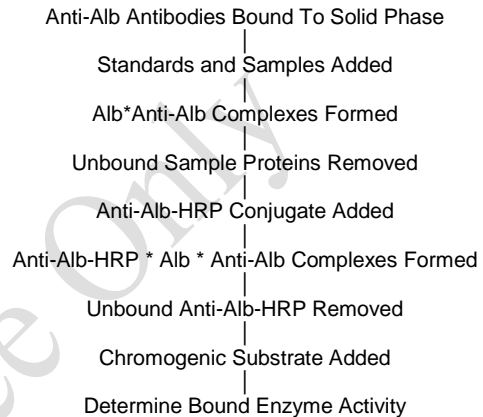 Anti-Alb Antibodies Bound To Solid Phase
Standards and Samples Added
Alb*Anti-Alb Complexes Formed
Unbound Sample Proteins Removed
Anti-Alb-HRP Conjugate Added
Anti-Alb-HRP * Alb * Anti-Alb Complexes Formed
Unbound Anti-Alb-HRP Removed
Chromogenic Substrate Added
Determine Bound Enzyme Activity
Only